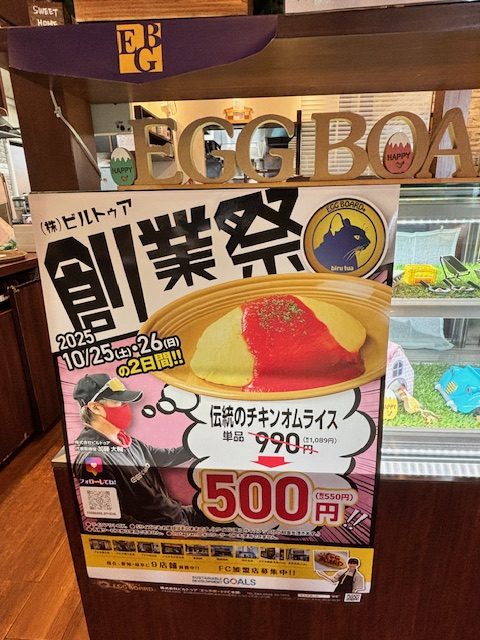 SWEET
HOME
EBG
EGG BOA
HAPPY
HAPPY
(株)ビルトゥア
創業祭
EGG BOARD
biru tua
2025
10/25(土)・26(日)
の2日間!!
伝統のチキンオムライス
単品 990円 (税1,089円)
500円 (税550円) !!
フォローしてね!
9店舗
FC加盟店募集中!!
SUSTAINABLE
DEVELOPMENT GOALS
EGG BOARD